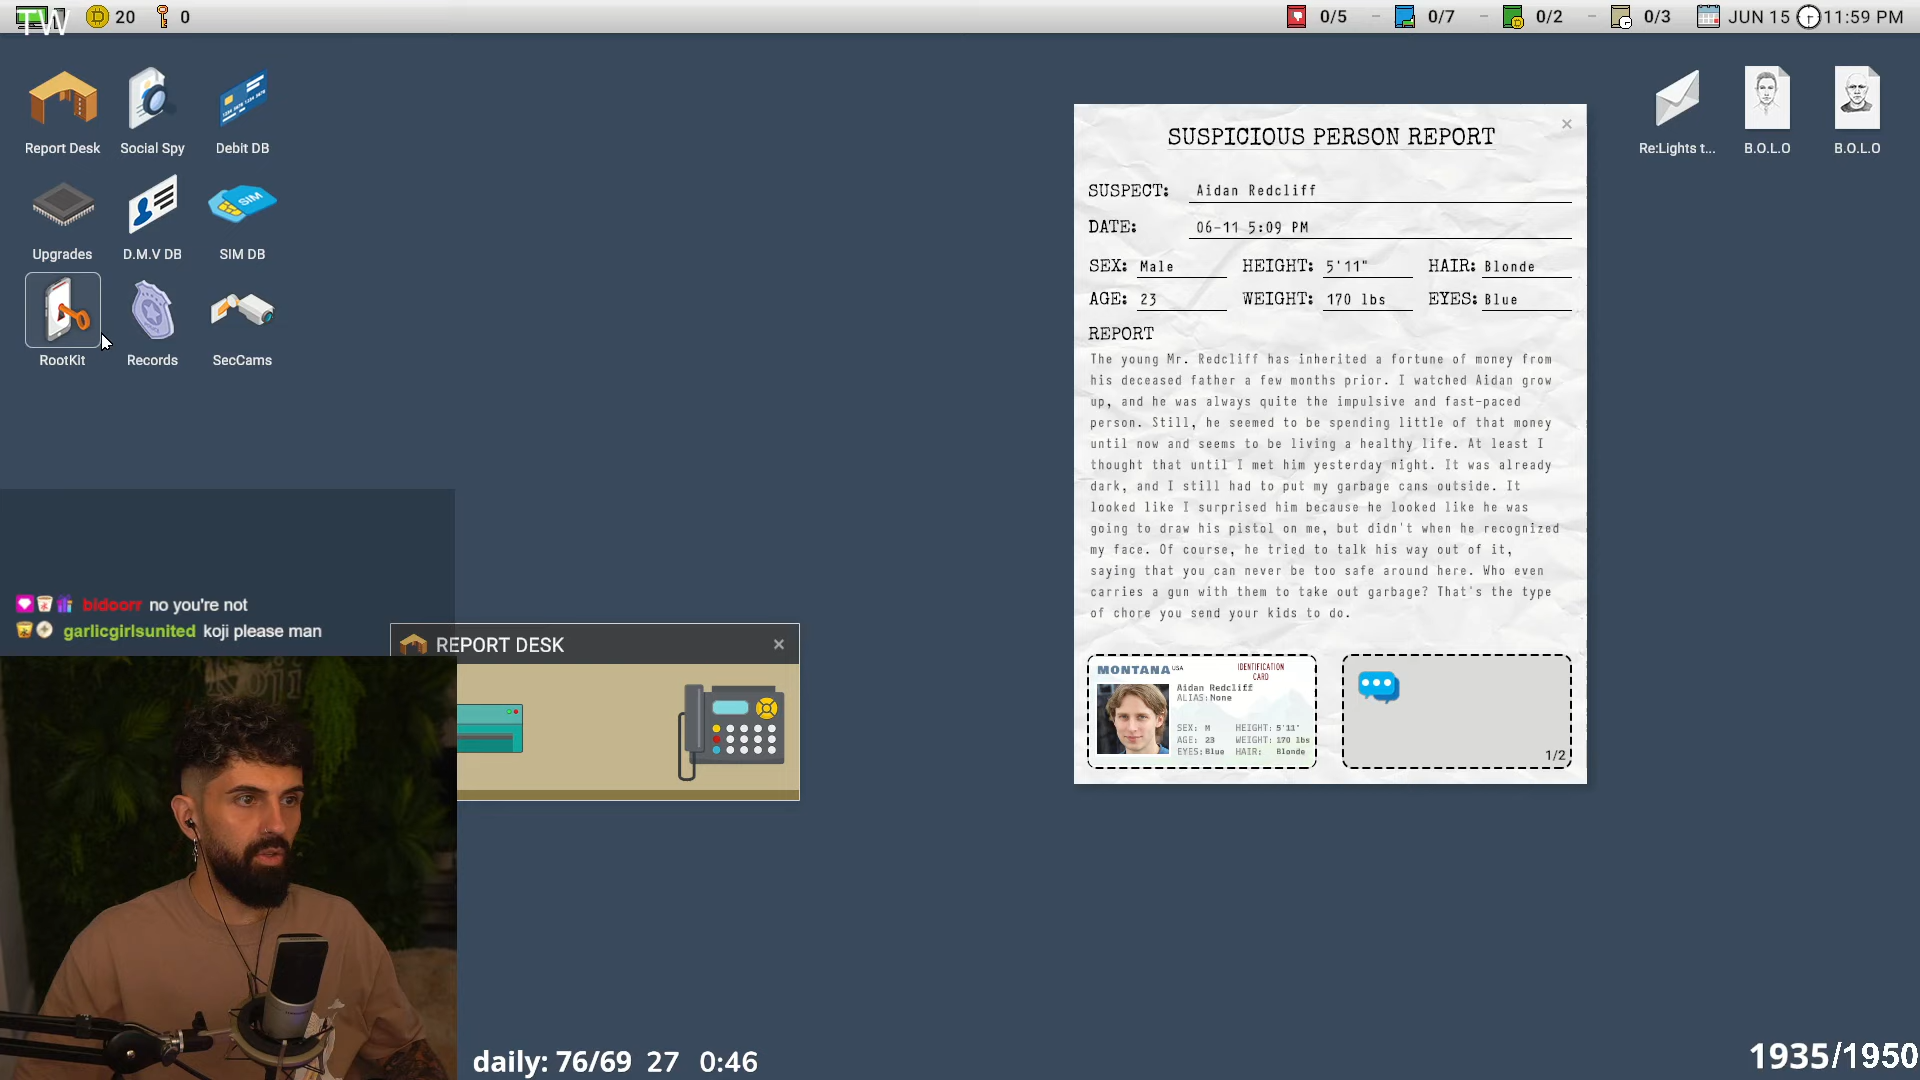 TW
20
0
0/5
0/7
0/2
0/3
JUN 15
11:59 PM
Report Desk
Social Spy
Debit DB
Upgrades
D.M.V DB
SIM DB
SIM
RootKit
Records
SecCams
Re:Lights t...
B.O.L.O
B.O.L.O
SUSPICIOUS PERSON REPORT
SUSPECT: Aidan Redcliff
DATE: 06-11 5:09 PM
SEX: Male HEIGHT: 5'11" HAIR: Blonde
AGE: 23 WEIGHT: 170 lbs EYES: Blue
REPORT
The young Mr. Redcliff has inherited a fortune of money from
his deceased father a few months prior. I watched Aidan grow
up, and he was always quite the impulsive and fast-paced
person. Still, he seemed to be spending little of that money
until now and seems to be living a healthy life. At least I
thought that until I met him yesterday night. It was already
dark, and I still had to put my garbage cans outside. It
looked like I surprised him because he looked like he was
going to draw his pistol on me, but didn't when he recognized
my face. Of course, he tried to talk his way out of it,
saying that you can never be too safe around here. Who even
carries a gun with them to take out garbage? That's the type
of chore you send your kids to do.
MONTANA USA IDENTIFICATION
CARD
Aidan Redcliff
ALIAS: None
SEX: M HEIGHT: 5'11"
AGE: 23 WEIGHT: 170 lbs
EYES: Blue HAIR: Blonde
1/2
bidoorr no you're not
garlicgirlsunited koji please man
REPORT DESK
Koji
daily: 76/69 27 0:46
1935/1950